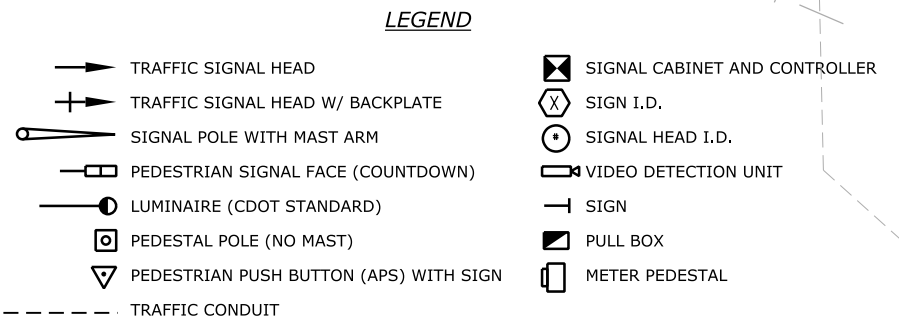 LEGEND
TRAFFIC SIGNAL HEAD
TRAFFIC SIGNAL HEAD W/ BACKPLATE
SIGNAL POLE WITH MAST ARM
PEDESTRIAN SIGNAL FACE (COUNTDOWN)
LUMINAIRE (CDOT STANDARD)
PEDESTAL POLE (NO MAST)
PEDESTRIAN PUSH BUTTON (APS) WITH SIGN
TRAFFIC CONDUIT
SIGNAL CABINET AND CONTROLLER
X SIGN I.D.
# SIGNAL HEAD I.D.
VIDEO DETECTION UNIT
SIGN
PULL BOX
METER PEDESTAL